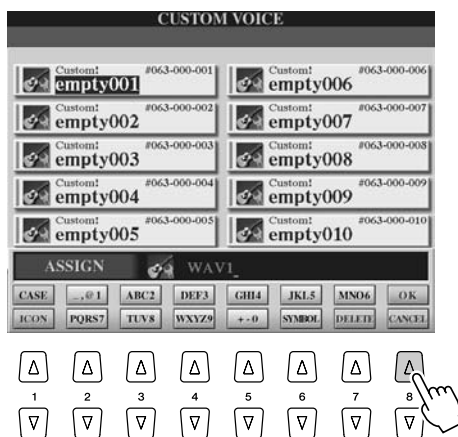 CUSTOM VOICE
Custom! #063-000-001
empty001
Custom! #063-000-002
empty002
Custom! #063-000-003
empty003
Custom! #063-000-004
empty004
Custom! #063-000-005
empty005
Custom! #063-000-006
empty006
Custom! #063-000-007
empty007
Custom! #063-000-008
empty008
Custom! #063-000-009
empty009
Custom! #063-000-010
empty010
ASSIGN WAV1_
CASE _,@1 ABC2 DEF3 GHI4 JKL5 MNO6 OK
ICON PQRS7 TUV8 WXYZ9 +-0 SYMBOL DELETE CANCEL
1 2 3 4 5 6 7 8